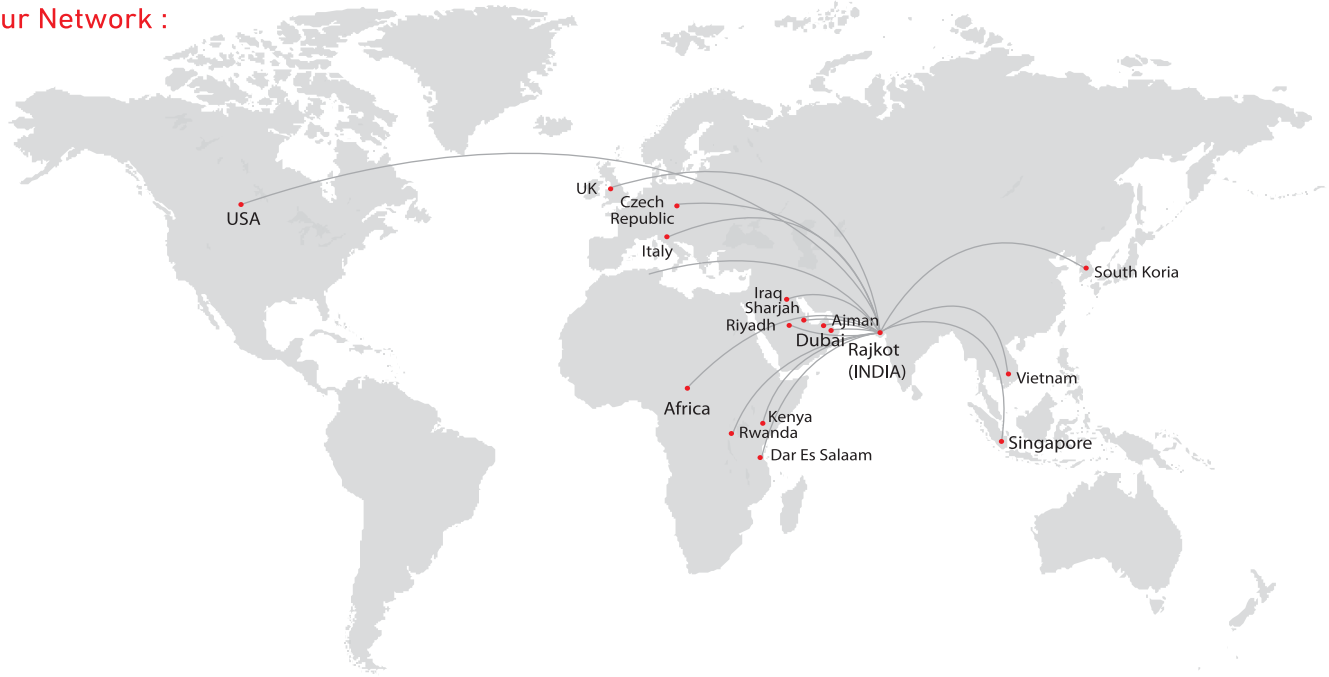 ur Network :
UK
Czech
Republic
USA
Italy
South Koria
Iraq
Sharjah
Riyadh
Ajman
Dubai
Rajkot
(INDIA)
Vietnam
Africa
Kenya
Rwanda
Singapore
Dar Es Salaam